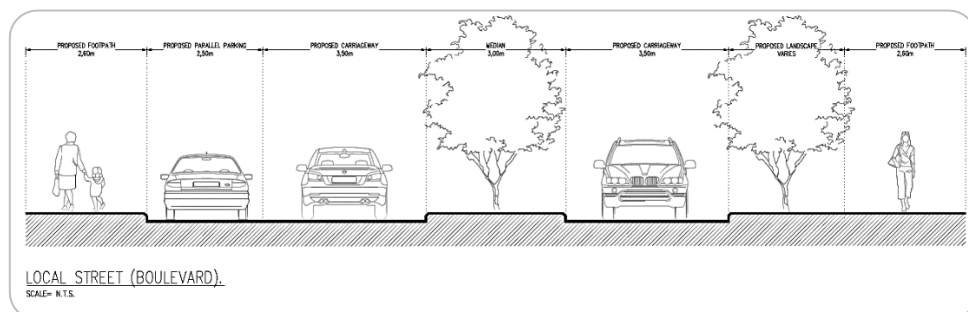 PROPOSED FOOTPATH
2,60m
PROPOSED PARALLEL PARKING
2,50m
PROPOSED CARRIAGEWAY
3,50m
MEDIAN
3,00m
PROPOSED CARRIAGEWAY
3,50m
PROPOSED LANDSCAPE
VARIES
PROPOSED FOOTPATH
2,60m
LOCAL STREET (BOULEVARD).
SCALE= N.T.S.